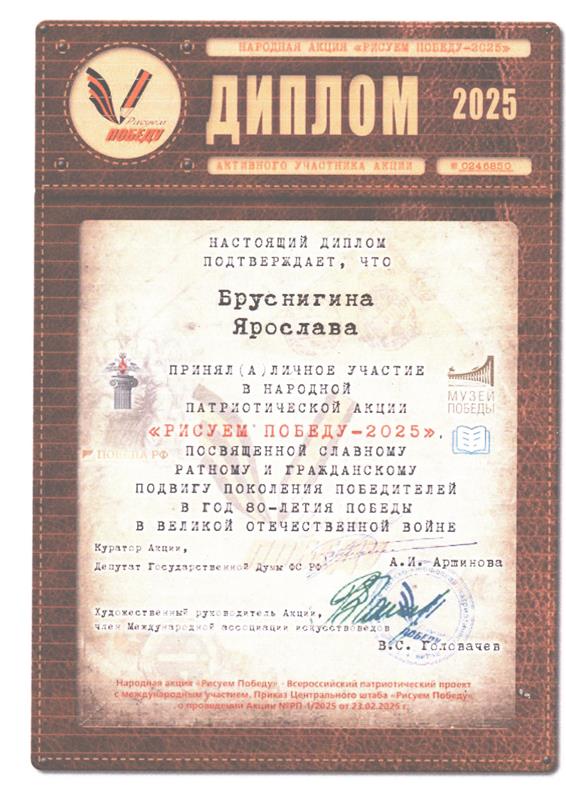 НАРОДНАЯ АКЦИЯ «РИСУЕМ ПОБЕДУ-2025»
Рисуем
ПОБЕДУ
ДИПЛОМ 2025
АКТИВНОГО УЧАСТНИКА АКЦИИ
0246850
НАСТОЯЩИЙ ДИПЛОМ
ПОДТВЕРЖДАЕТ, ЧТО
Бруснигина
Ярослава
ПРИНЯЛ(А) ЛИЧНОЕ УЧАСТИЕ
В НАРОДНОЙ
ПАТРИОТИЧЕСКОЙ АКЦИИ
«РИСУЕМ ПОБЕДУ-2025»,
ПОСВЯЩЕННОЙ СЛАВНОМУ
РАТНОМУ И ГРАЖДАНСКОМУ
ПОДВИГУ ПОКОЛЕНИЯ ПОБЕДИТЕЛЕЙ
В ГОД 80-ЛЕТИЯ ПОБЕДЫ
В ВЕЛИКОЙ ОТЕЧЕСТВЕННОЙ ВОЙНЕ
МУЗЕЙ
ПОБЕДЫ
ПОБЕДА РФ
Куратор Акции,
Депутат Государственной Думы ФС РФ
А.И. Аршинова
Художественный руководитель Акции,
член Международной ассоциации искусствоведов
В.С. Головачев
ПОБЕДУ
Народная акция «Рисуем Победу» - Всероссийский патриотический проект
с международным участием. Приказ Центрального штаба «Рисуем Победу»
о проведении Акции №РП-1/2025 от 23.02.2025 г.